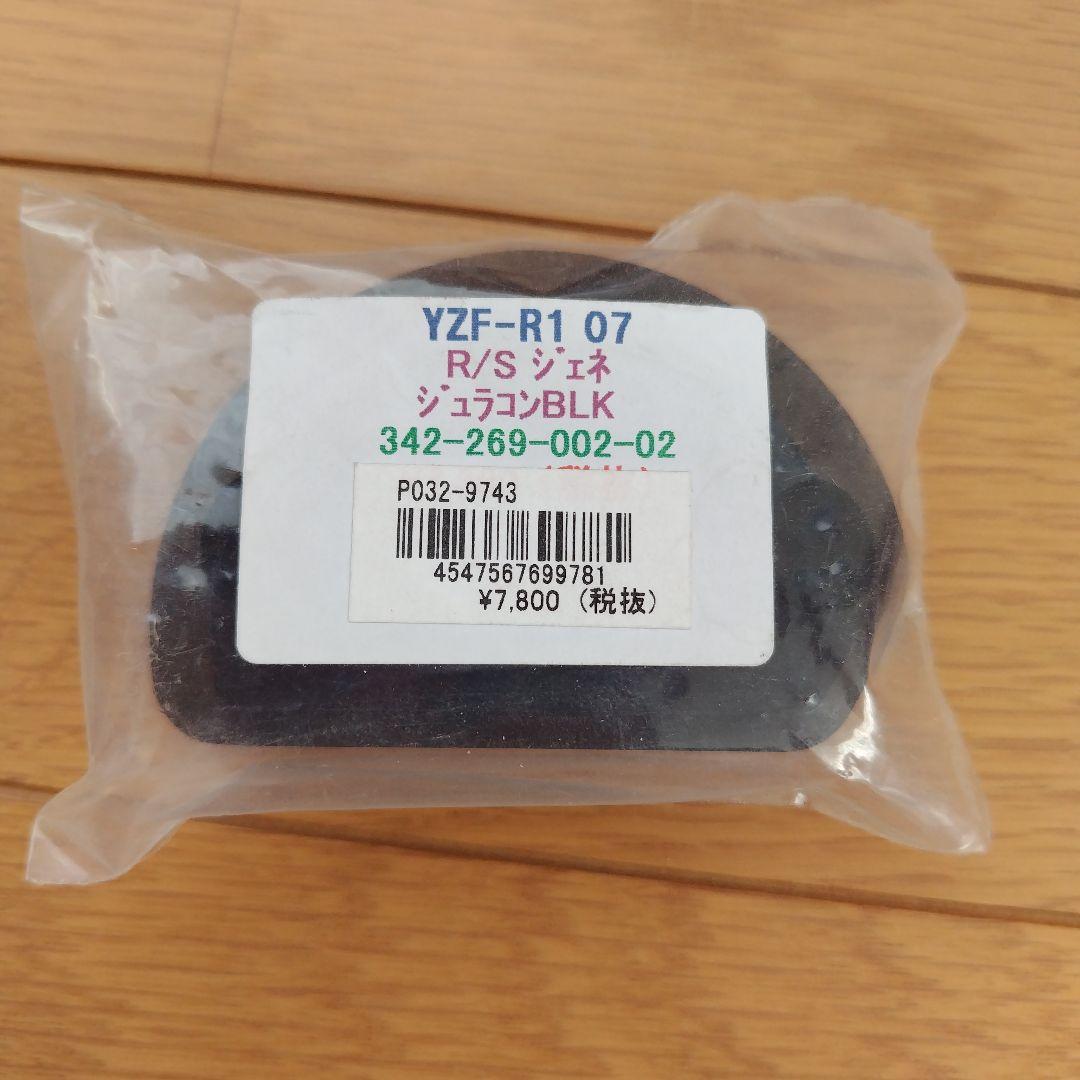 YZF-R1 07
R/S ジェネ
ジュラコンBLK
342-269-002-02
P032-9743
4547567699781
¥7,800 (税抜)